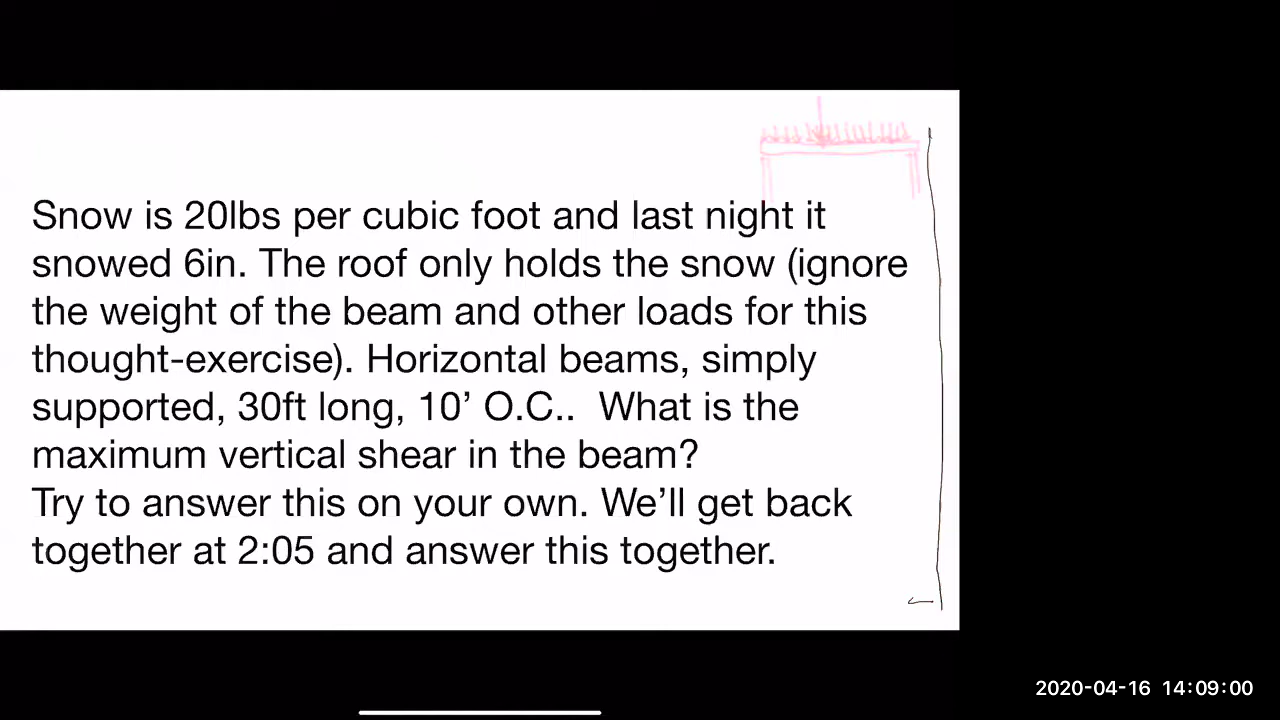 Snow is 20lbs per cubic foot and last night it
snowed 6in. The roof only holds the snow (ignore
the weight of the beam and other loads for this
thought-exercise). Horizontal beams, simply
supported, 30ft long, 10’ O.C..  What is the
maximum vertical shear in the beam?
Try to answer this on your own. We’ll get back
together at 2:05 and answer this together.
2020-04-16 14:09:00